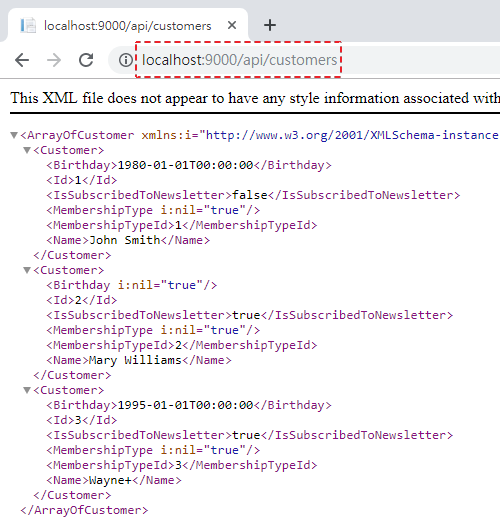 localhost:9000/api/customers
localhost:9000/api/customers
This XML file does not appear to have any style information associated with
<ArrayOfCustomer xmlns:i="http://www.w3.org/2001/XMLSchema-instance
<Customer>
<Birthday>1980-01-01T00:00:00</Birthday>
<Id>1</Id>
<IsSubscribedToNewsletter>false</IsSubscribedToNewsletter>
<MembershipType i:nil="true"/>
<MembershipTypeId>1</MembershipTypeId>
<Name>John Smith</Name>
</Customer>
<Customer>
<Birthday i:nil="true"/>
<Id>2</Id>
<IsSubscribedToNewsletter>true</IsSubscribedToNewsletter>
<MembershipType i:nil="true"/>
<MembershipTypeId>2</MembershipTypeId>
<Name>Mary Williams</Name>
</Customer>
<Customer>
<Birthday>1995-01-01T00:00:00</Birthday>
<Id>3</Id>
<IsSubscribedToNewsletter>true</IsSubscribedToNewsletter>
<MembershipType i:nil="true"/>
<MembershipTypeId>3</MembershipTypeId>
<Name>Wayne+</Name>
</Customer>
</ArrayOfCustomer>